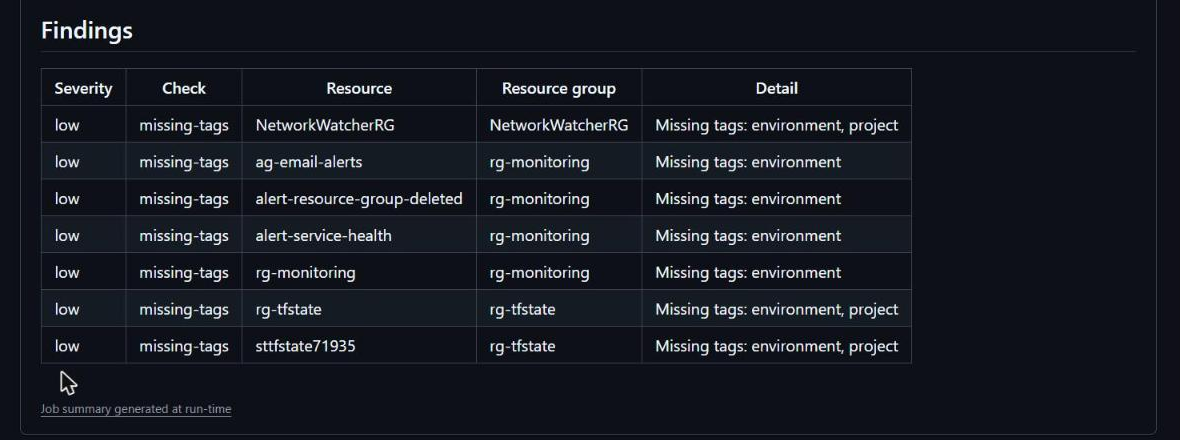 Findings
Severity Check Resource Resource group Detail
low missing-tags NetworkWatcherRG NetworkWatcherRG Missing tags: environment, project
low missing-tags ag-email-alerts rg-monitoring Missing tags: environment
low missing-tags alert-resource-group-deleted rg-monitoring Missing tags: environment
low missing-tags alert-service-health rg-monitoring Missing tags: environment
low missing-tags rg-monitoring rg-monitoring Missing tags: environment
low missing-tags rg-tfstate rg-tfstate Missing tags: environment, project
low missing-tags sttfstate71935 rg-tfstate Missing tags: environment, project
Job summary generated at run-time